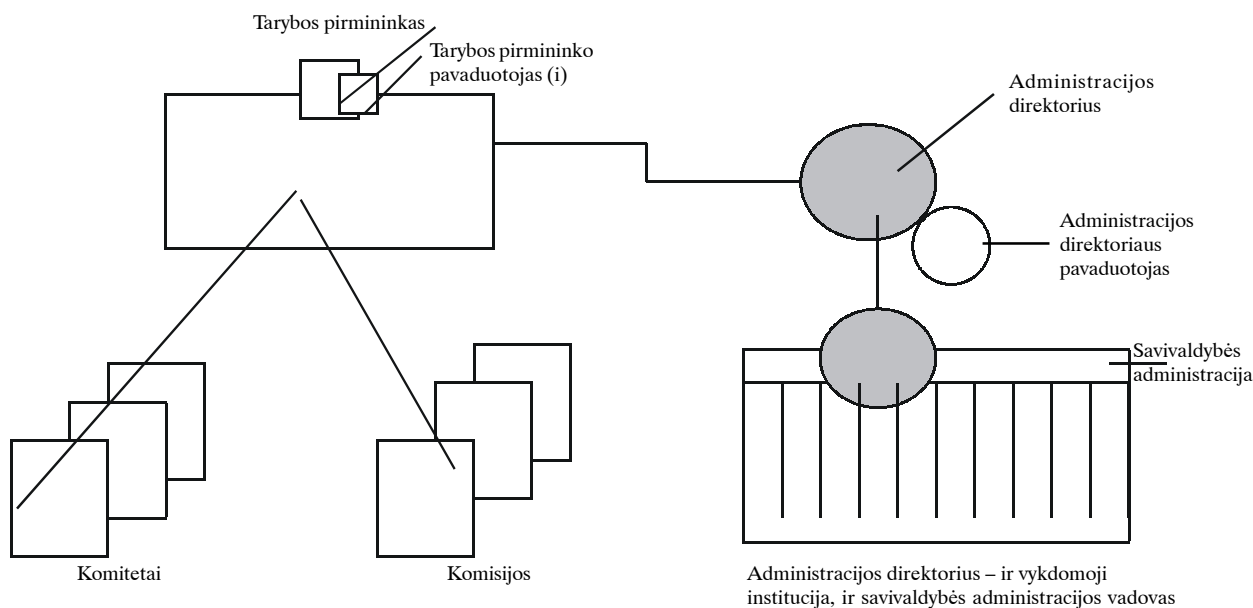 Tarybos pirmininkas
Tarybos pirmininko
pavaduotojas (i)
Administracijos
direktorius
Administracijos
direktoriaus
pavaduotojas
Savivaldybės
administracija
Komitetai
Komisijos
Administracijos direktorius – ir vykdomoji
institucija, ir savivaldybės administracijos vadovas